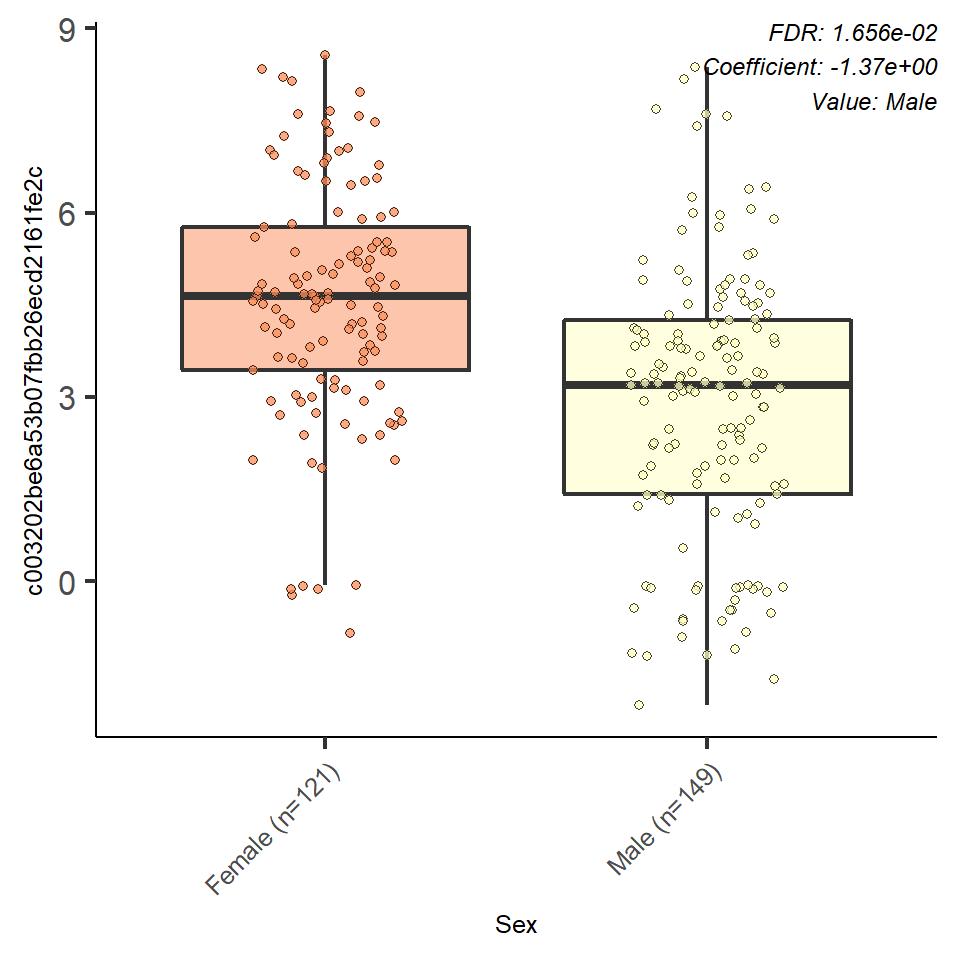 FDR: 1.656e-02
Coefficient: -1.37e+00
Value: Male
9
6
3
0
c003202be6a53b07fbb26ecd2161fe2c
Female (n=121)
Male (n=149)
Sex